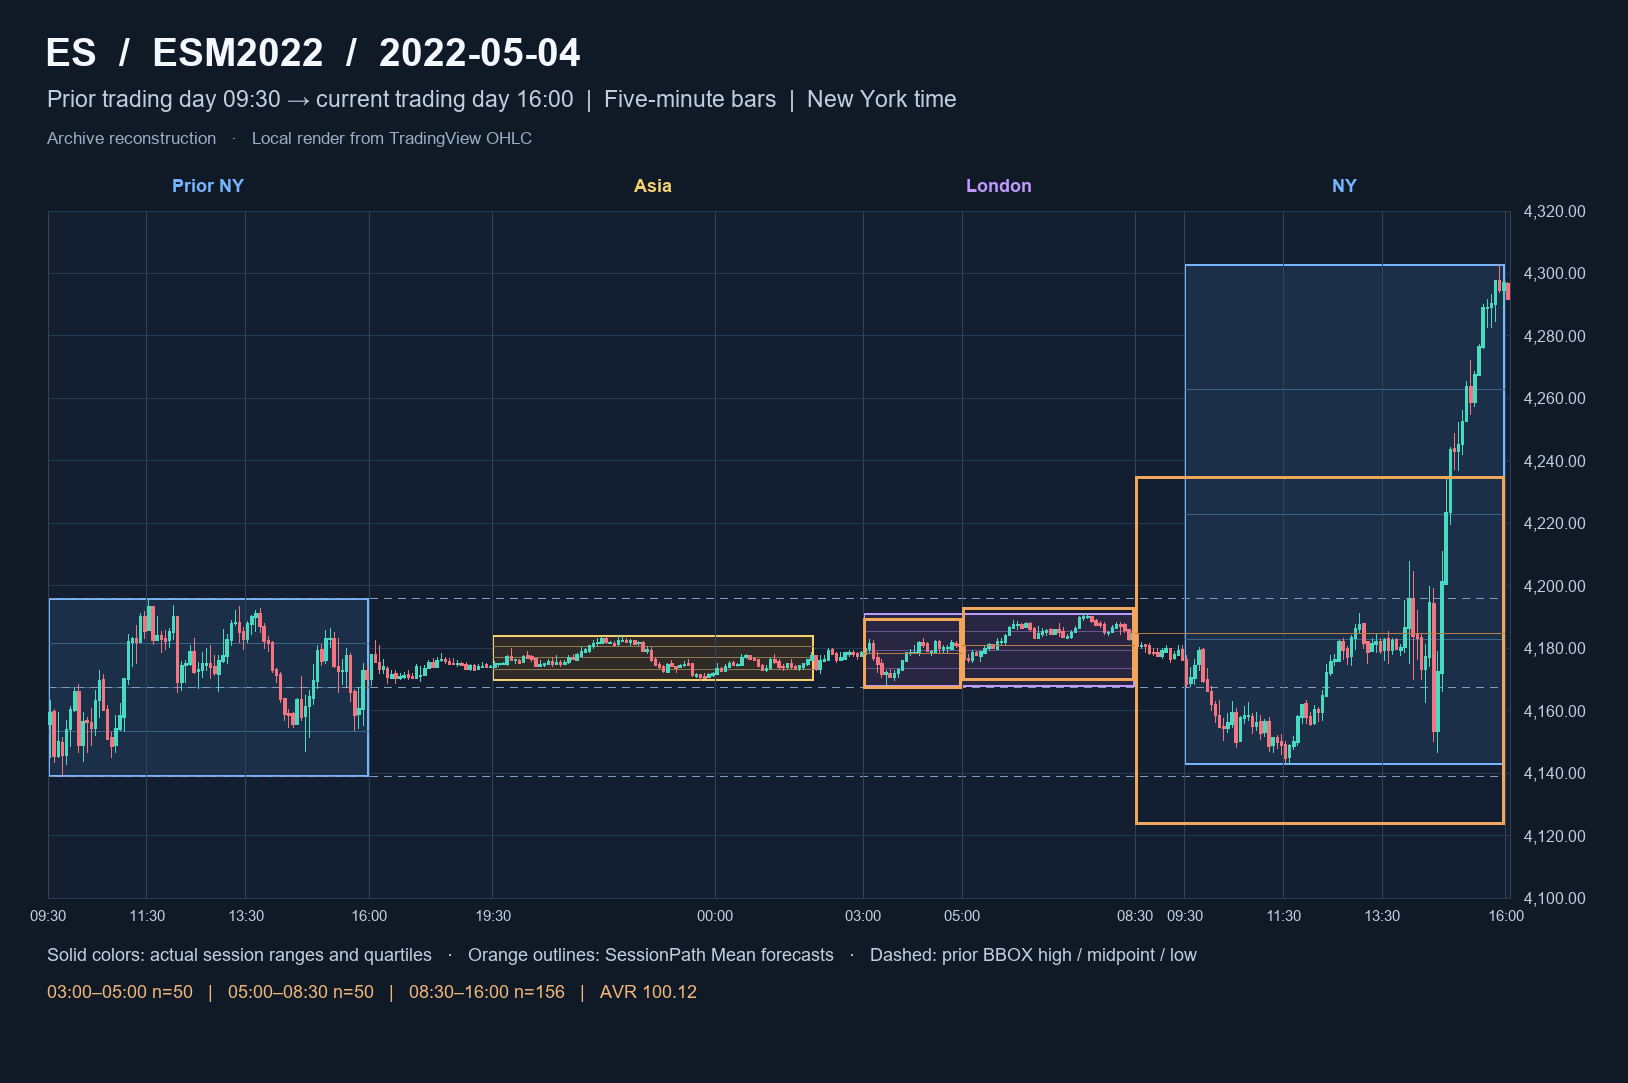 ES / ESM2022 / 2022-05-04
Prior trading day 09:30 → current trading day 16:00 | Five-minute bars | New York time
Archive reconstruction · Local render from TradingView OHLC
Prior NY Asia London NY
4,320.00
4,300.00
4,280.00
4,260.00
4,240.00
4,220.00
4,200.00
4,180.00
4,160.00
4,140.00
4,120.00
4,100.00
09:30 11:30 13:30 16:00 19:30 00:00 03:00 05:00 08:30 09:30 11:30 13:30 16:00
Solid colors: actual session ranges and quartiles · Orange outlines: SessionPath Mean forecasts · Dashed: prior BBOX high / midpoint / low
03:00–05:00 n=50 | 05:00–08:30 n=50 | 08:30–16:00 n=156 | AVR 100.12